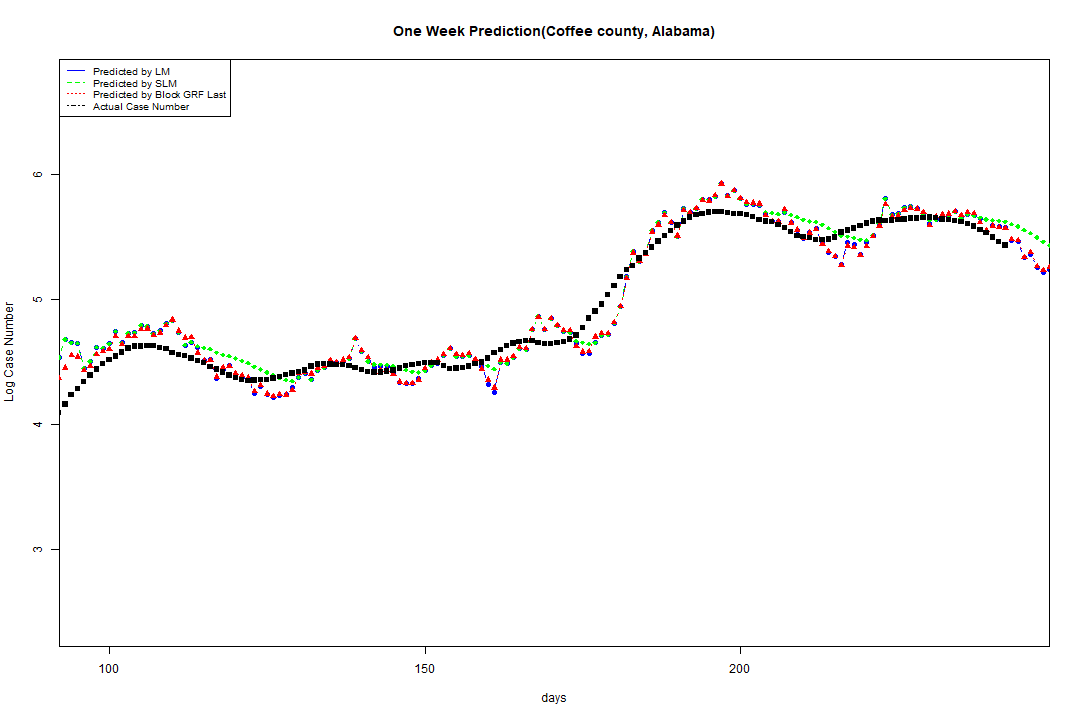 One Week Prediction(Coffee county, Alabama)
Predicted by LM
Predicted by SLM
Predicted by Block GRF Last
Actual Case Number
6
5
4
3
Log Case Number
100 150 200
days